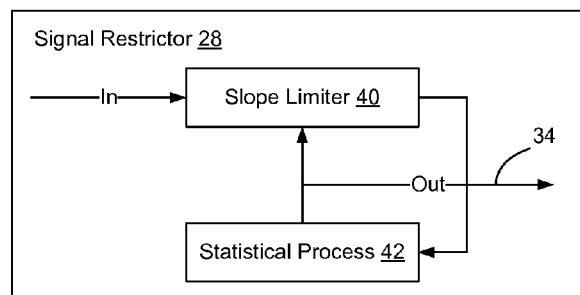 Signal Restrictor 28
In
Slope Limiter 40
34
Out
Statistical Process 42